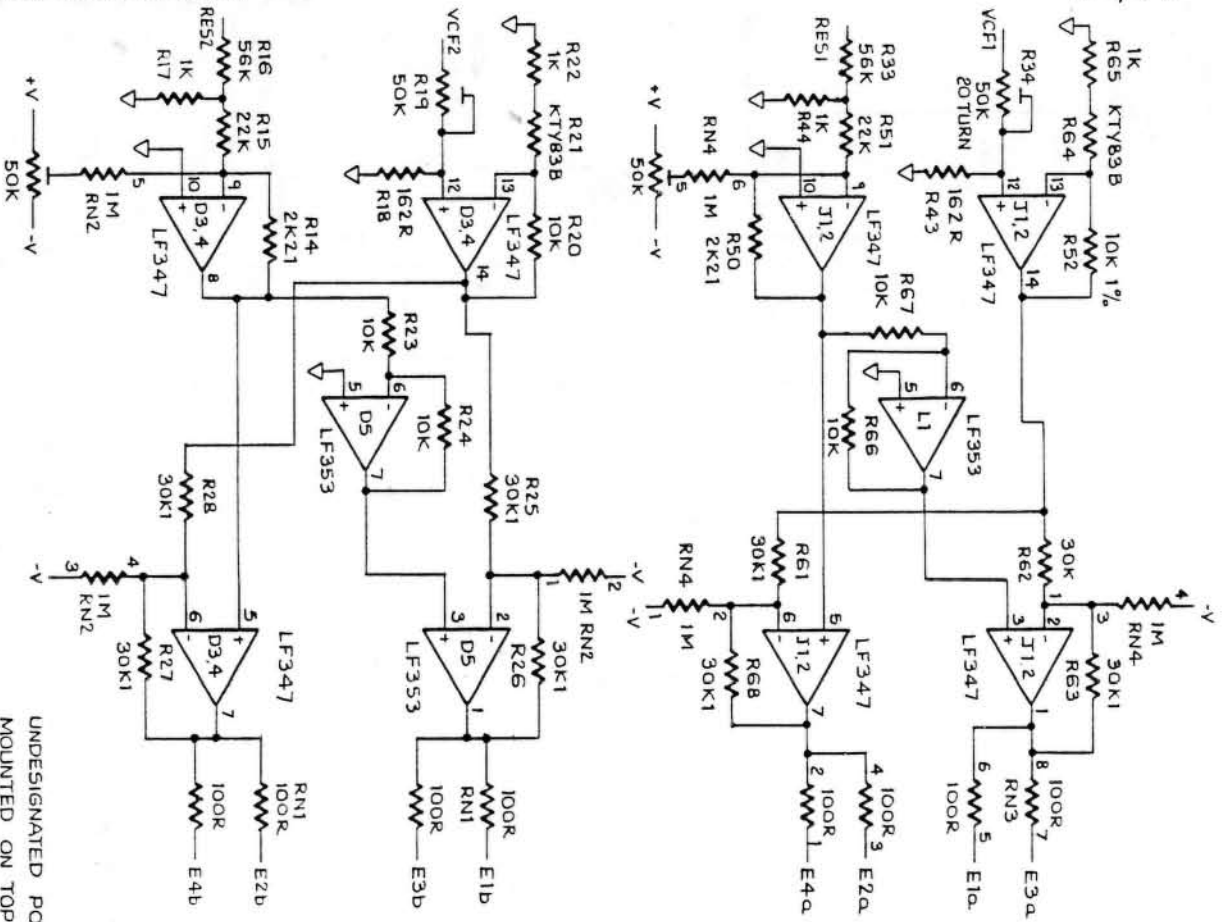 RES2
R16
56K
R17
1K
R15
22K
+V
50K
-V
1M
RN2
5
10
9
+
-
D3,4
LF347
8
R14
2K21
VCF2
R19
50K
R22
1K
R21
KTY83B
162R
R18
12
13
+
-
D3,4
LF347
14
R20
10K
R23
10K
5
6
+
-
D5
LF353
7
R24
10K
R28
30K1
R25
30K1
-V
3
1M
RN2
4
6
5
-
+
D3,4
LF347
7
R27
30K1
-V
2
1M RN2
1
3
2
+
-
D5
LF353
1
R26
30K1
RN1
100R
100R
E2b
E4b
100R
RN1
100R
E1b
E3b
RES1
R33
56K
R44
1K
R51
22K
+V
50K
-V
RN4
1M
5
6
10
9
+
-
J1,2
LF347
R50
2K21
VCF1
R34
50K
20TURN
1K
R65
R64
KTY83B
162R
R43
12
13
+
-
J1,2
LF347
14
R52
10K 1%
R67
10K
5
6
+
-
L1
LF353
7
R66
10K
R61
30K1
30K
R62
-V
1
RN4
1M
2
6
5
-
+
J1,2
LF347
7
R68
30K1
-V
4
1M
RN4
3
1
3
2
+
-
J1,2
LF347
1
R63
30K1
2
100R
1
E4a
4
100R
3
E2a
6
100R
5
E1a
8
100R
RN3
7
E3a
UNDESIGNATED PO
MOUNTED ON TOP